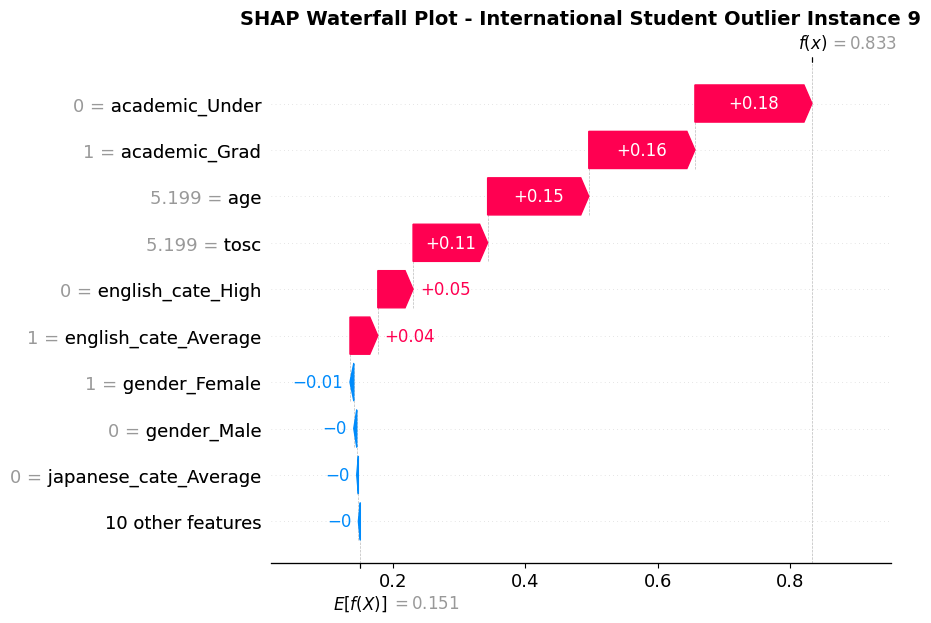 SHAP Waterfall Plot - International Student Outlier Instance 9
f(x) = 0.833
0 = academic_Under
+0.18
1 = academic_Grad
+0.16
5.199 = age
+0.15
5.199 = tosc
+0.11
0 = english_cate_High
+0.05
1 = english_cate_Average
+0.04
1 = gender_Female
−0.01
0 = gender_Male
−0
0 = japanese_cate_Average
−0
10 other features
−0
0.2 0.4 0.6 0.8
E[f(X)] = 0.151